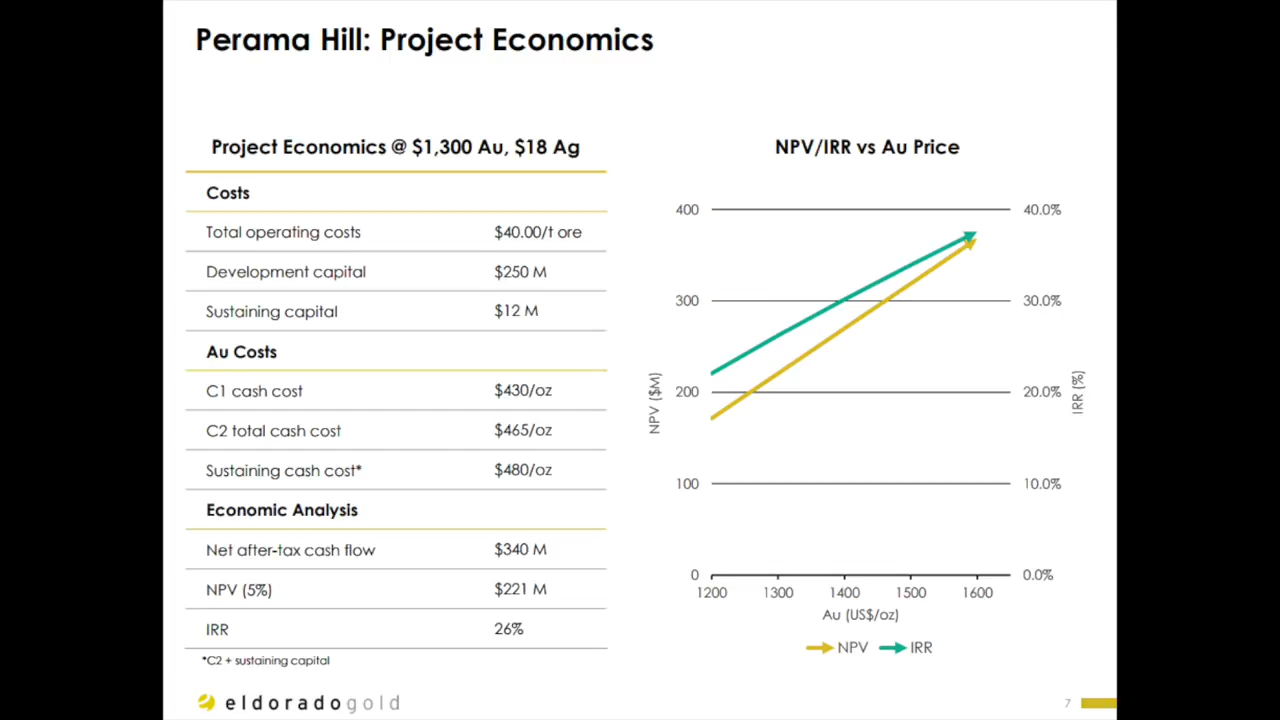 Perama Hill: Project Economics
Project Economics @ $1,300 Au, $18 Ag
Costs
Total operating costs $40.00/t ore
Development capital $250 M
Sustaining capital $12 M
Au Costs
C1 cash cost $430/oz
C2 total cash cost $465/oz
Sustaining cash cost* $480/oz
Economic Analysis
Net after-tax cash flow $340 M
NPV (5%) $221 M
IRR 26%
*C2 + sustaining capital
NPV/IRR vs Au Price
400 40.0%
300 30.0%
200 20.0%
100 10.0%
0 0.0%
NPV ($M)
IRR (%)
1200 1300 1400 1500 1600
Au (US$/oz)
NPV IRR
eldoradogold
7